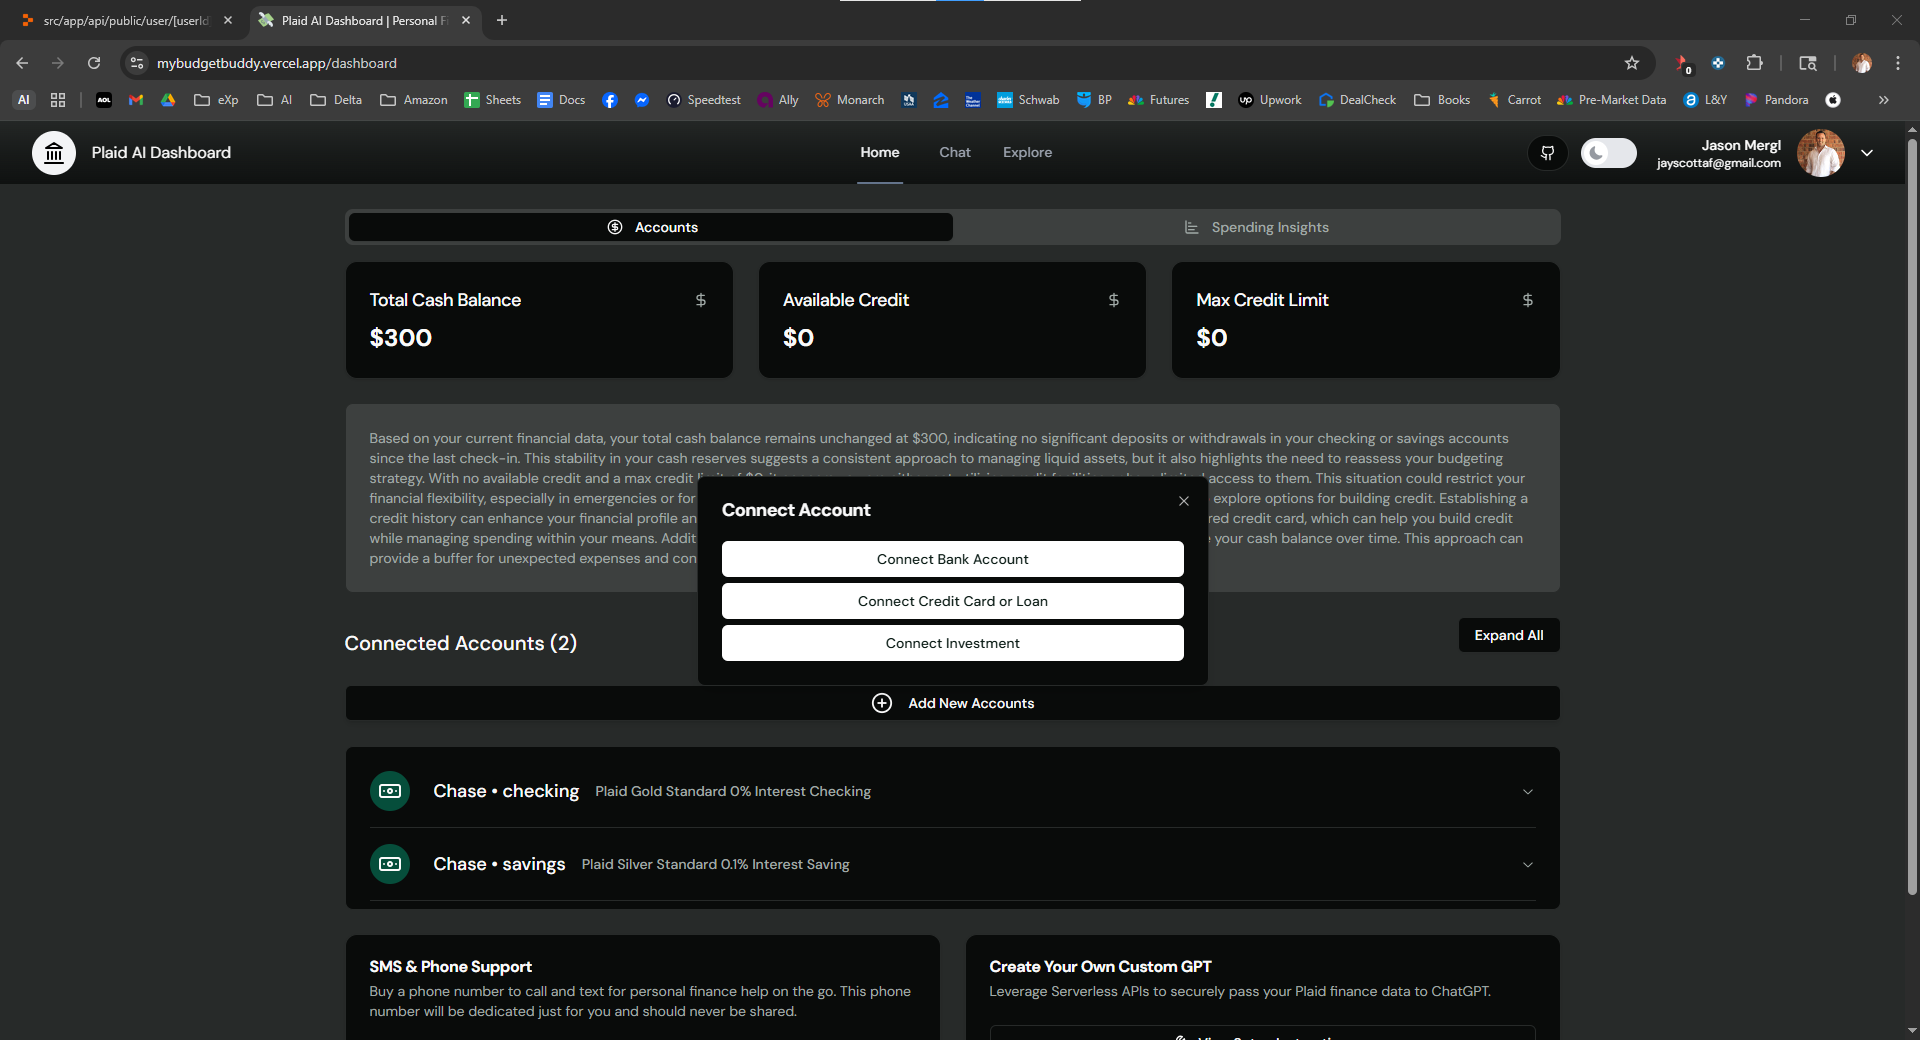 src/app/api/public/user/[userId
Plaid AI Dashboard | Personal Fi
mybudgetbuddy.vercel.app/dashboard
0
AI
AOL
eXp
AI
Delta
Amazon
Sheets
Docs
Speedtest
Ally
Monarch
Schwab
BP
Futures
up
Upwork
DealCheck
Books
Carrot
Pre-Market Data
L&Y
Pandora
Plaid AI Dashboard
Home
Chat
Explore
Jason Mergl
jayscottaf@gmail.com
Accounts
Spending Insights
Total Cash Balance
$
$300
Available Credit
$
$0
Max Credit Limit
$
$0
Based on your current financial data, your total cash balance remains unchanged at $300, indicating no significant deposits or withdrawals in your checking or savings accounts
since the last check-in. This stability in your cash reserves suggests a consistent approach to managing liquid assets, but it also highlights the need to reassess your budgeting
strategy. With no available credit and a max credit access to them. This situation could restrict your
financial flexibility, especially in emergencies or for explore options for building credit. Establishing a
credit history can enhance your financial profile an red credit card, which can help you build credit
while managing spending within your means. Addit your cash balance over time. This approach can
provide a buffer for unexpected expenses and con
Connect Account
Connect Bank Account
Connect Credit Card or Loan
Connect Investment
Connected Accounts (2)
Expand All
Add New Accounts
Chase • checking
Plaid Gold Standard 0% Interest Checking
Chase • savings
Plaid Silver Standard 0.1% Interest Saving
SMS & Phone Support
Buy a phone number to call and text for personal finance help on the go. This phone
number will be dedicated just for you and should never be shared.
Create Your Own Custom GPT
Leverage Serverless APIs to securely pass your Plaid finance data to ChatGPT.